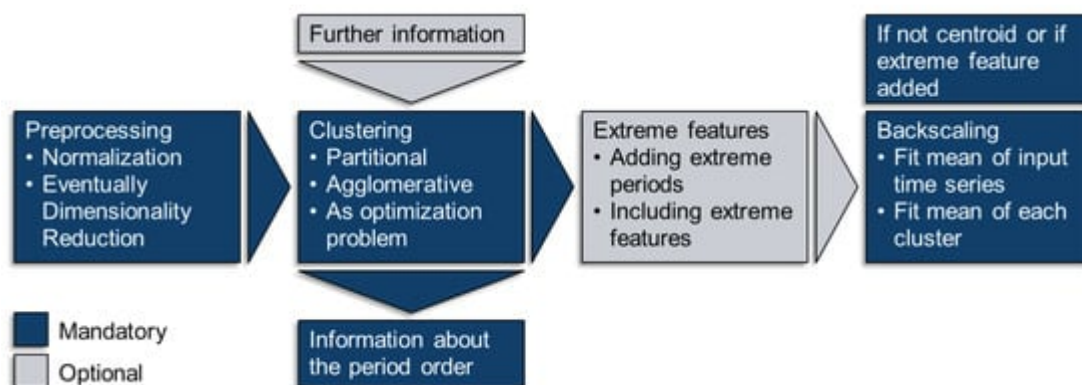 Further information
If not centroid or if
extreme feature
added
Preprocessing
• Normalization
• Eventually
Dimensionality
Reduction
Clustering
• Partitional
• Agglomerative
• As optimization
problem
Extreme features
• Adding extreme
periods
• Including extreme
features
Backscaling
• Fit mean of input
time series
• Fit mean of each
cluster
Mandatory
Optional
Information about
the period order